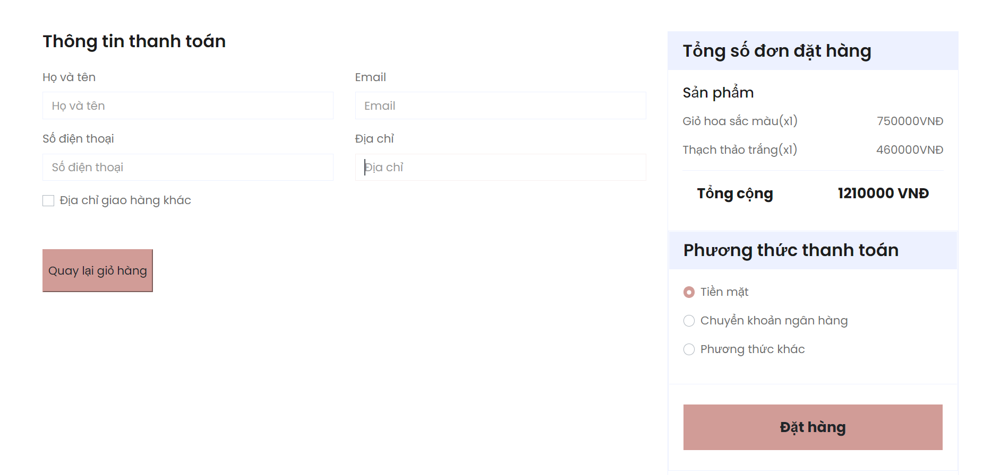 Thông tin thanh toán
Họ và tên
Email
Họ và tên
Email
Số điện thoại
Địa chỉ
Số điện thoại
Địa chỉ
Địa chỉ giao hàng khác
Quay lại giỏ hàng
Tổng số đơn đặt hàng
Sản phẩm
Giỏ hoa sắc màu(x1) 750000VNĐ
Thạch thảo trắng(x1) 460000VNĐ
Tổng cộng 1210000 VNĐ
Phương thức thanh toán
Tiền mặt
Chuyển khoản ngân hàng
Phương thức khác
Đặt hàng